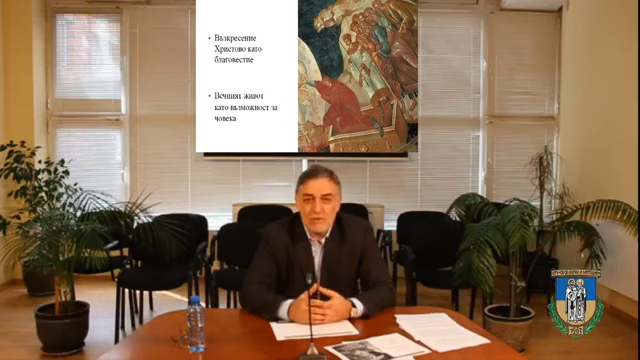 • Възкресение
Христово като
благовестие
• Вечният живот
като възможност за
човека